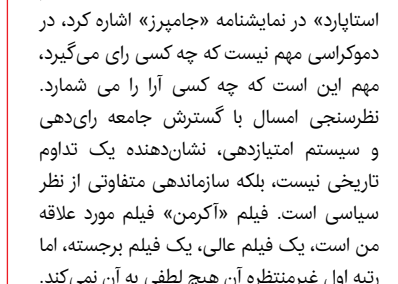 استاپارد» در نمایشنامه «جامپرز» اشاره کرد، در
دموکراسی مهم نیست که چه کسی رای می‌گیرد،
مهم این است که چه کسی آرا را می شمارد.
نظرسنجی امسال با گسترش جامعه رای‌دهی
و سیستم امتیازدهی، نشان‌دهنده یک تداوم
تاریخی نیست، بلکه سازماندهی متفاوتی از نظر
سیاسی است. فیلم «آکرمن» فیلم مورد علاقه
من است، یک فیلم عالی، یک فیلم برجسته، اما
رتبه اول غیرمنتظره آن هیچ لطفی به آن نمی‌کند.